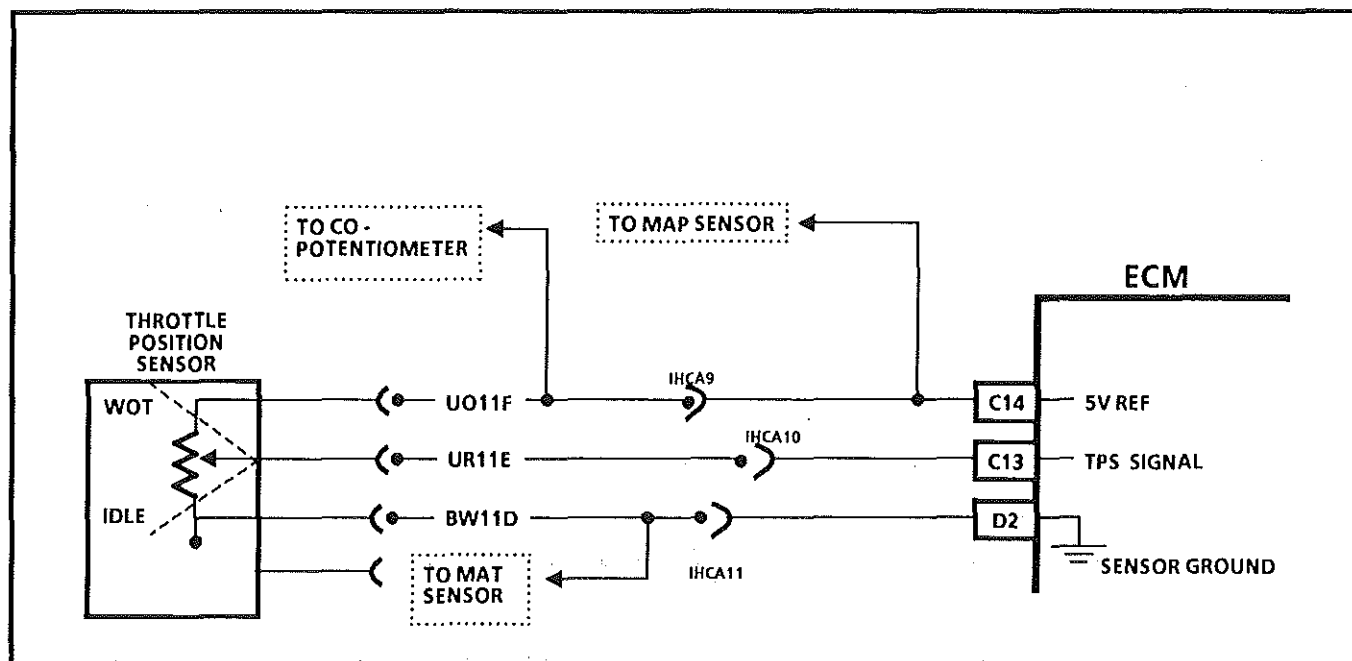 TO CO -
POTENTIOMETER
TO MAP SENSOR
ECM
THROTTLE
POSITION
SENSOR
WOT
IDLE
UO11F
IHCA9
C14
5V REF
UR11E
IHCA10
C13
TPS SIGNAL
BW11D
IHCA11
D2
SENSOR GROUND
TO MAT
SENSOR